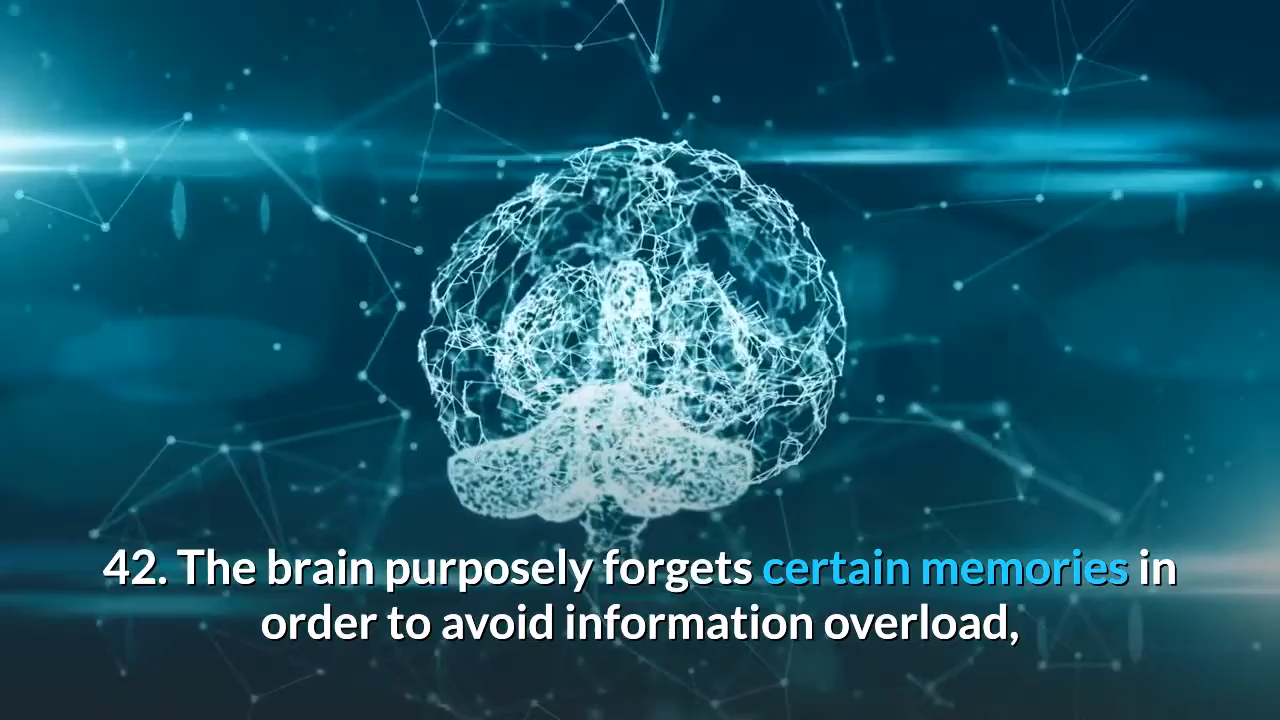 42. The brain purposely forgets certain memories in
order to avoid information overload,